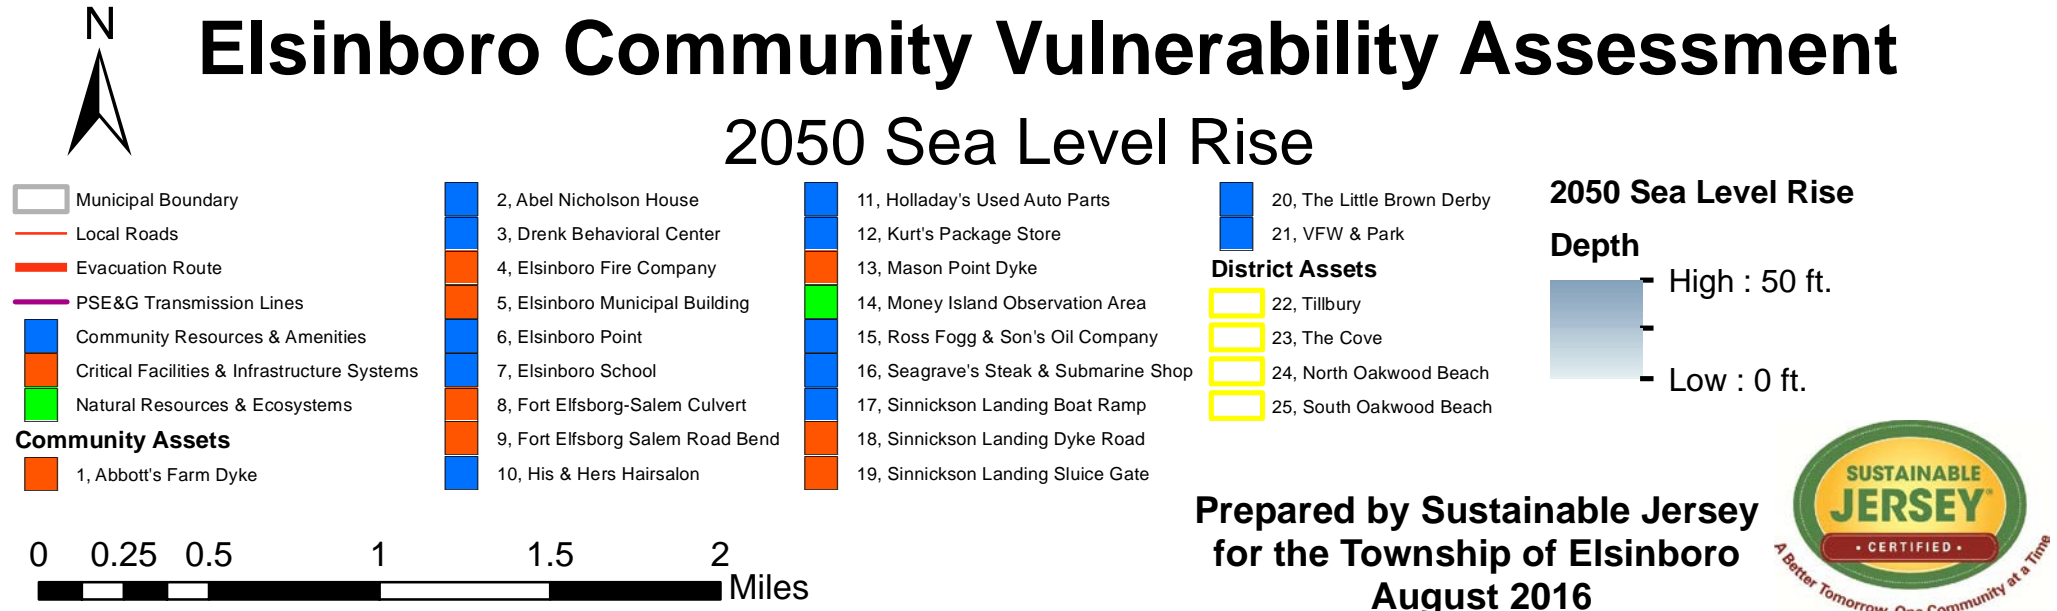 N
Elsinboro Community Vulnerability Assessment
2050 Sea Level Rise
Municipal Boundary
Local Roads
Evacuation Route
PSE&G Transmission Lines
Community Resources & Amenities
Critical Facilities & Infrastructure Systems
Natural Resources & Ecosystems
Community Assets
1, Abbott's Farm Dyke
2, Abel Nicholson House
3, Drenk Behavioral Center
4, Elsinboro Fire Company
5, Elsinboro Municipal Building
6, Elsinboro Point
7, Elsinboro School
8, Fort Elfsborg-Salem Culvert
9, Fort Elfsborg Salem Road Bend
10, His & Hers Hairsalon
11, Holladay's Used Auto Parts
12, Kurt's Package Store
13, Mason Point Dyke
14, Money Island Observation Area
15, Ross Fogg & Son's Oil Company
16, Seagrave's Steak & Submarine Shop
17, Sinnickson Landing Boat Ramp
18, Sinnickson Landing Dyke Road
19, Sinnickson Landing Sluice Gate
20, The Little Brown Derby
21, VFW & Park
District Assets
22, Tillbury
23, The Cove
24, North Oakwood Beach
25, South Oakwood Beach
2050 Sea Level Rise
Depth
High : 50 ft.
Low : 0 ft.
0 0.25 0.5 1 1.5 2
Miles
Prepared by Sustainable Jersey
for the Township of Elsinboro
August 2016
SUSTAINABLE
JERSEY®
• CERTIFIED •
A Better Tomorrow, One Community at a Time